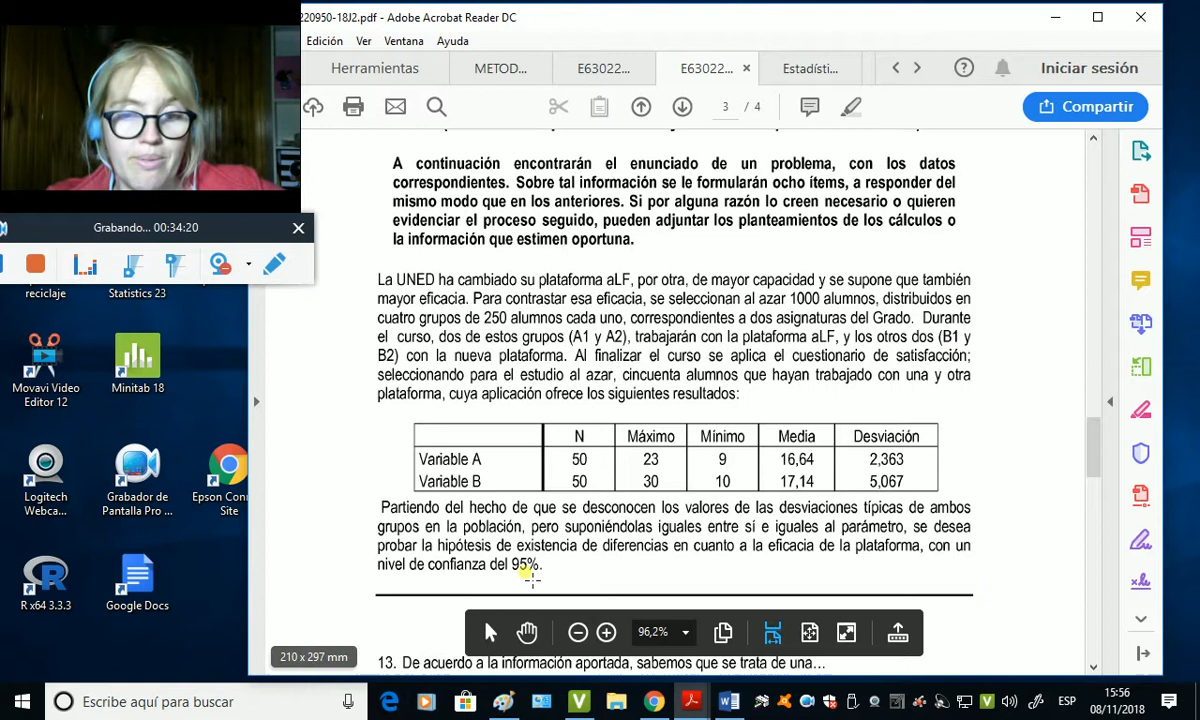 220950-18J2.pdf - Adobe Acrobat Reader DC
Edición Ver Ventana Ayuda
Herramientas METOD... E63022... E63022... Estadísti... Iniciar sesión
3 / 4 Compartir
A continuación encontrarán el enunciado de un problema, con los datos
correspondientes. Sobre tal información se le formularán ocho ítems, a responder del
mismo modo que en los anteriores. Si por alguna razón lo creen necesario o quieren
evidenciar el proceso seguido, pueden adjuntar los planteamientos de los cálculos o
la información que estimen oportuna.
Grabando... 00:34:20
reciclaje
Statistics 23
Movavi Video
Editor 12
Minitab 18
Logitech
Webca...
Grabador de
Pantalla Pro ...
Epson Con
Site
R x64 3.3.3
Google Docs
La UNED ha cambiado su plataforma aLF, por otra, de mayor capacidad y se supone que también
mayor eficacia. Para contrastar esa eficacia, se seleccionan al azar 1000 alumnos, distribuidos en
cuatro grupos de 250 alumnos cada uno, correspondientes a dos asignaturas del Grado. Durante
el curso, dos de estos grupos (A1 y A2), trabajarán con la plataforma aLF, y los otros dos (B1 y
B2) con la nueva plataforma. Al finalizar el curso se aplica el cuestionario de satisfacción;
seleccionando para el estudio al azar, cincuenta alumnos que hayan trabajado con una y otra
plataforma, cuya aplicación ofrece los siguientes resultados:
N Máximo Mínimo Media Desviación
Variable A 50 23 9 16,64 2,363
Variable B 50 30 10 17,14 5,067
Partiendo del hecho de que se desconocen los valores de las desviaciones típicas de ambos
grupos en la población, pero suponiéndolas iguales entre sí e iguales al parámetro, se desea
probar la hipótesis de existencia de diferencias en cuanto a la eficacia de la plataforma, con un
nivel de confianza del 95%.
96,2%
210 x 297 mm
13. De acuerdo a la información aportada, sabemos que se trata de una...
Escribe aquí para buscar
ESP
15:56
08/11/2018